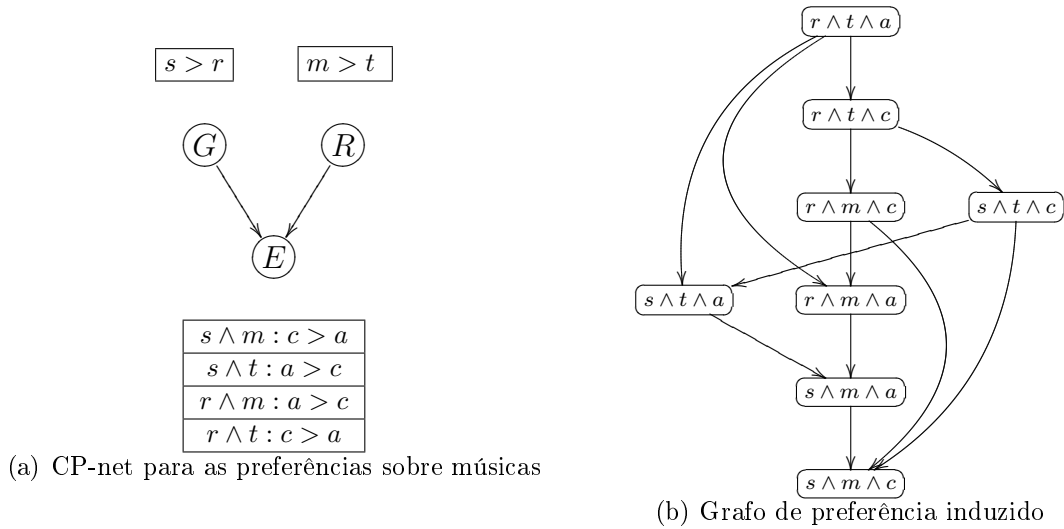 s > r
m > t
G
R
E
s ∧ m : c > a
s ∧ t : a > c
r ∧ m : a > c
r ∧ t : c > a
(a) CP-net para as preferências sobre músicas
r ∧ t ∧ a
r ∧ t ∧ c
r ∧ m ∧ c
s ∧ t ∧ c
s ∧ t ∧ a
r ∧ m ∧ a
s ∧ m ∧ a
s ∧ m ∧ c
(b) Grafo de preferência induzido